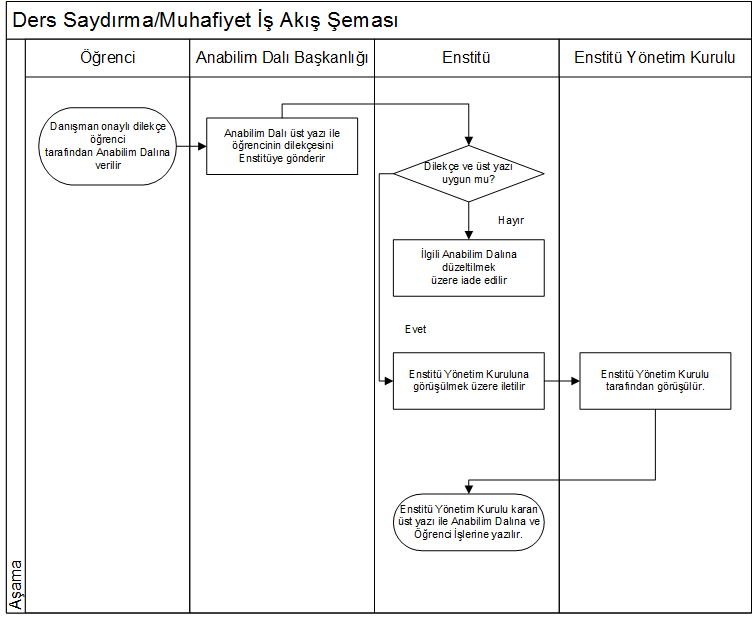 Ders Saydırma/Muhafiyet İş Akış Şeması
Öğrenci
Anabilim Dalı Başkanlığı
Enstitü
Enstitü Yönetim Kurulu
Danışman onaylı dilekçe
öğrenci
tarafından Anabilim Dalına
verilir
Anabilim Dalı üst yazı ile
öğrencinin dilekçesini
Enstitüye gönderir
Dilekçe ve üst yazı
uygun mu?
Hayır
İlgili Anabilim Dalına
düzeltilmek
üzere iade edilir
Evet
Enstitü Yönetim Kuruluna
görüşülmek üzere iletilir
Enstitü Yönetim Kurulu
tarafından görüşülür.
Enstitü Yönetim Kurulu kararı
üst yazı ile Anabilim Dalına ve
Öğrenci İşlerine yazılır.
Aşama